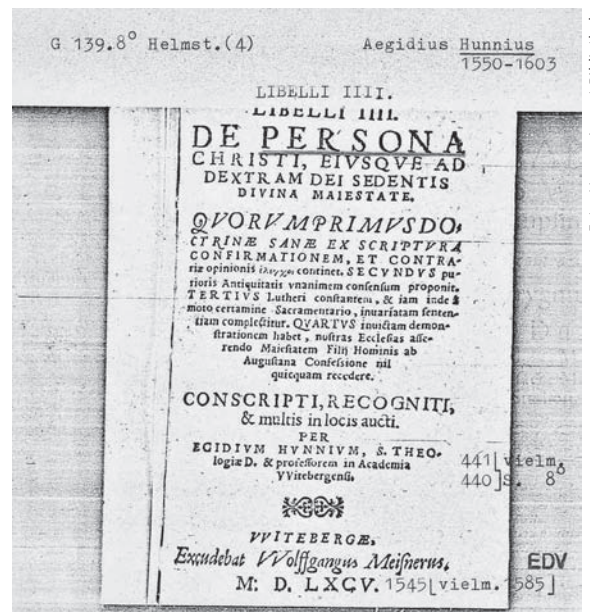 G 139.8º Helmst.(4) Aegidius Hunnius
1550-1603
LIBELLI IIII.
LIBELLI IIII.
DE PERSONA
CHRISTI, EIVSQVE AD
DEXTRAM DEI SEDENTIS
DIVINA MAIESTATE.
QVORVM PRIMVS DO-
CTRINÆ SANÆ EX SCRIPTVRA
CONFIRMATIONEM, ET CONTRA-
riæ opinionis continet. SECVNDVS pu-
rioris Antiquitatis vnanimem consensum proponit.
TERTIVS Lutheri constantem, & iam inde à
moto certamine Sacramentario, inuariatam senten-
tiam complectitur. QVARTVS inuictam demon-
strationem habet, nostras Ecclesias asse-
rendo Maiestatem Filij Hominis ab
Augustana Confessione nil
quicquam recedere.
CONSCRIPTI, RECOGNITI,
& multis in locis aucti.
PER
EGIDIVM HVNNIVM, S. THEO-
logiæ D. & professorem in Academia
VVitebergensi.
441[vielm.
440]S. 8º
VVITEBERGÆ,
Excudebat VVolffgangus Meisnerus.
EDV
M. D. LXCV. 1545[vielm.1585]